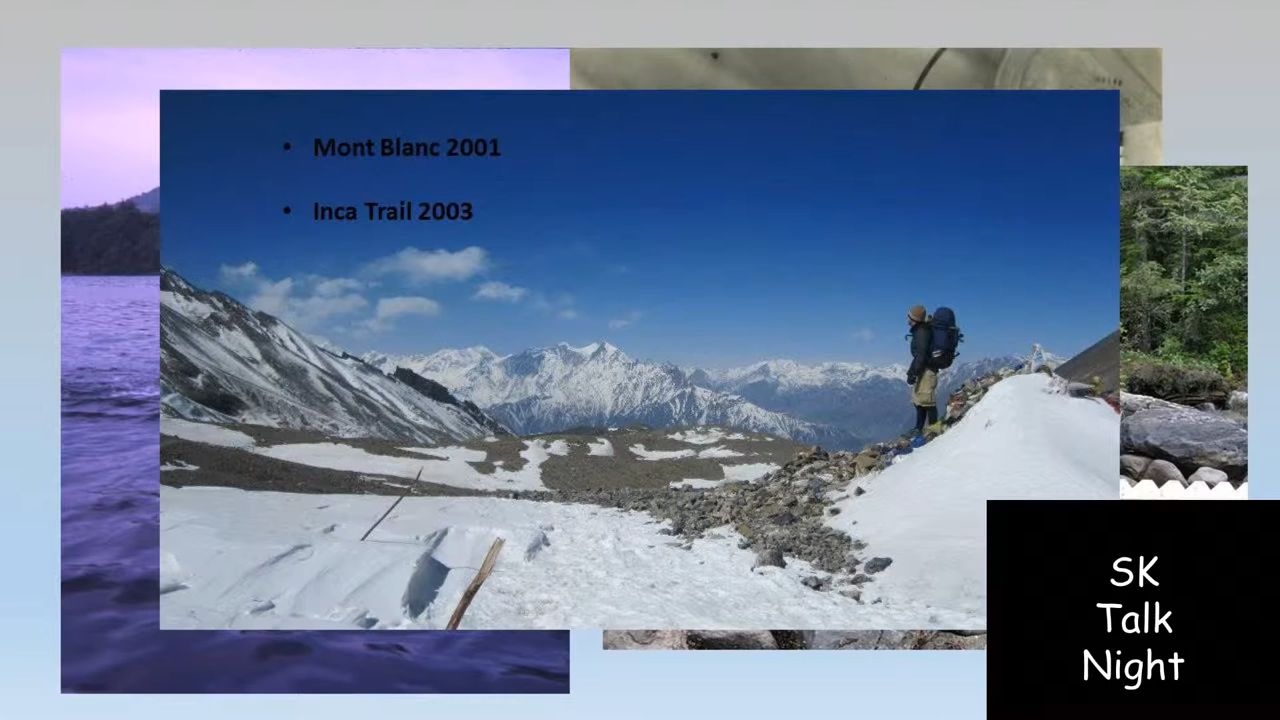 • Mont Blanc 2001
• Inca Trail 2003
SK
Talk
Night